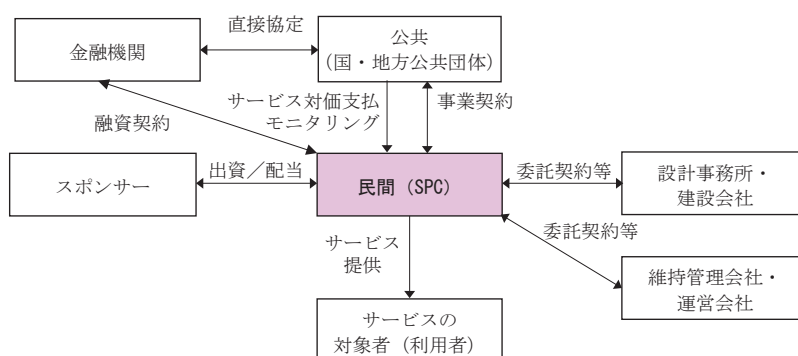 直接協定
金融機関
公共
(国・地方公共団体)
サービス対価支払
モニタリング
事業契約
融資契約
スポンサー
出資/配当
民間(SPC)
委託契約等
設計事務所・
建設会社
委託契約等
サービス
提供
維持管理会社・
運営会社
サービスの
対象者(利用者)